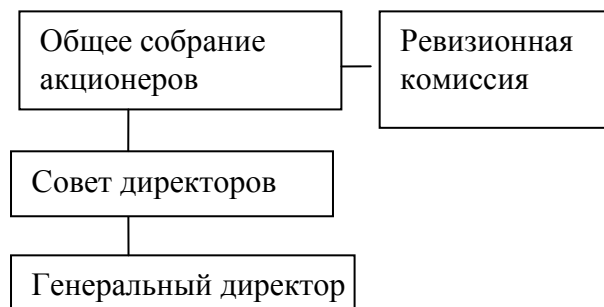 Общее собрание
акционеров
Ревизионная
комиссия
Совет директоров
Генеральный директор